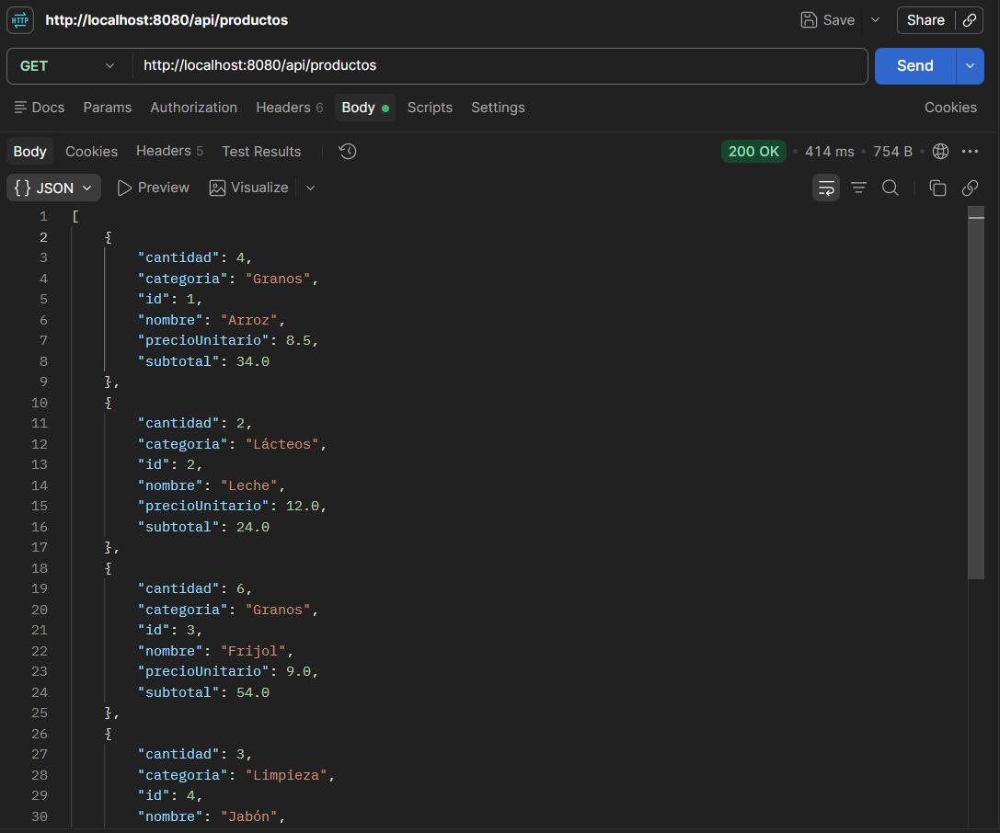 HTTP http://localhost:8080/api/productos Save Share
GET http://localhost:8080/api/productos Send
Docs Params Authorization Headers 6 Body Scripts Settings Cookies
Body Cookies Headers 5 Test Results 200 OK • 414 ms • 754 B •
{} JSON Preview Visualize
1 [
2 {
3 "cantidad": 4,
4 "categoria": "Granos",
5 "id": 1,
6 "nombre": "Arroz",
7 "precioUnitario": 8.5,
8 "subtotal": 34.0
9 },
10 {
11 "cantidad": 2,
12 "categoria": "Lácteos",
13 "id": 2,
14 "nombre": "Leche",
15 "precioUnitario": 12.0,
16 "subtotal": 24.0
17 },
18 {
19 "cantidad": 6,
20 "categoria": "Granos",
21 "id": 3,
22 "nombre": "Frijol",
23 "precioUnitario": 9.0,
24 "subtotal": 54.0
25 },
26 {
27 "cantidad": 3,
28 "categoria": "Limpieza",
29 "id": 4,
30 "nombre": "Jabón",